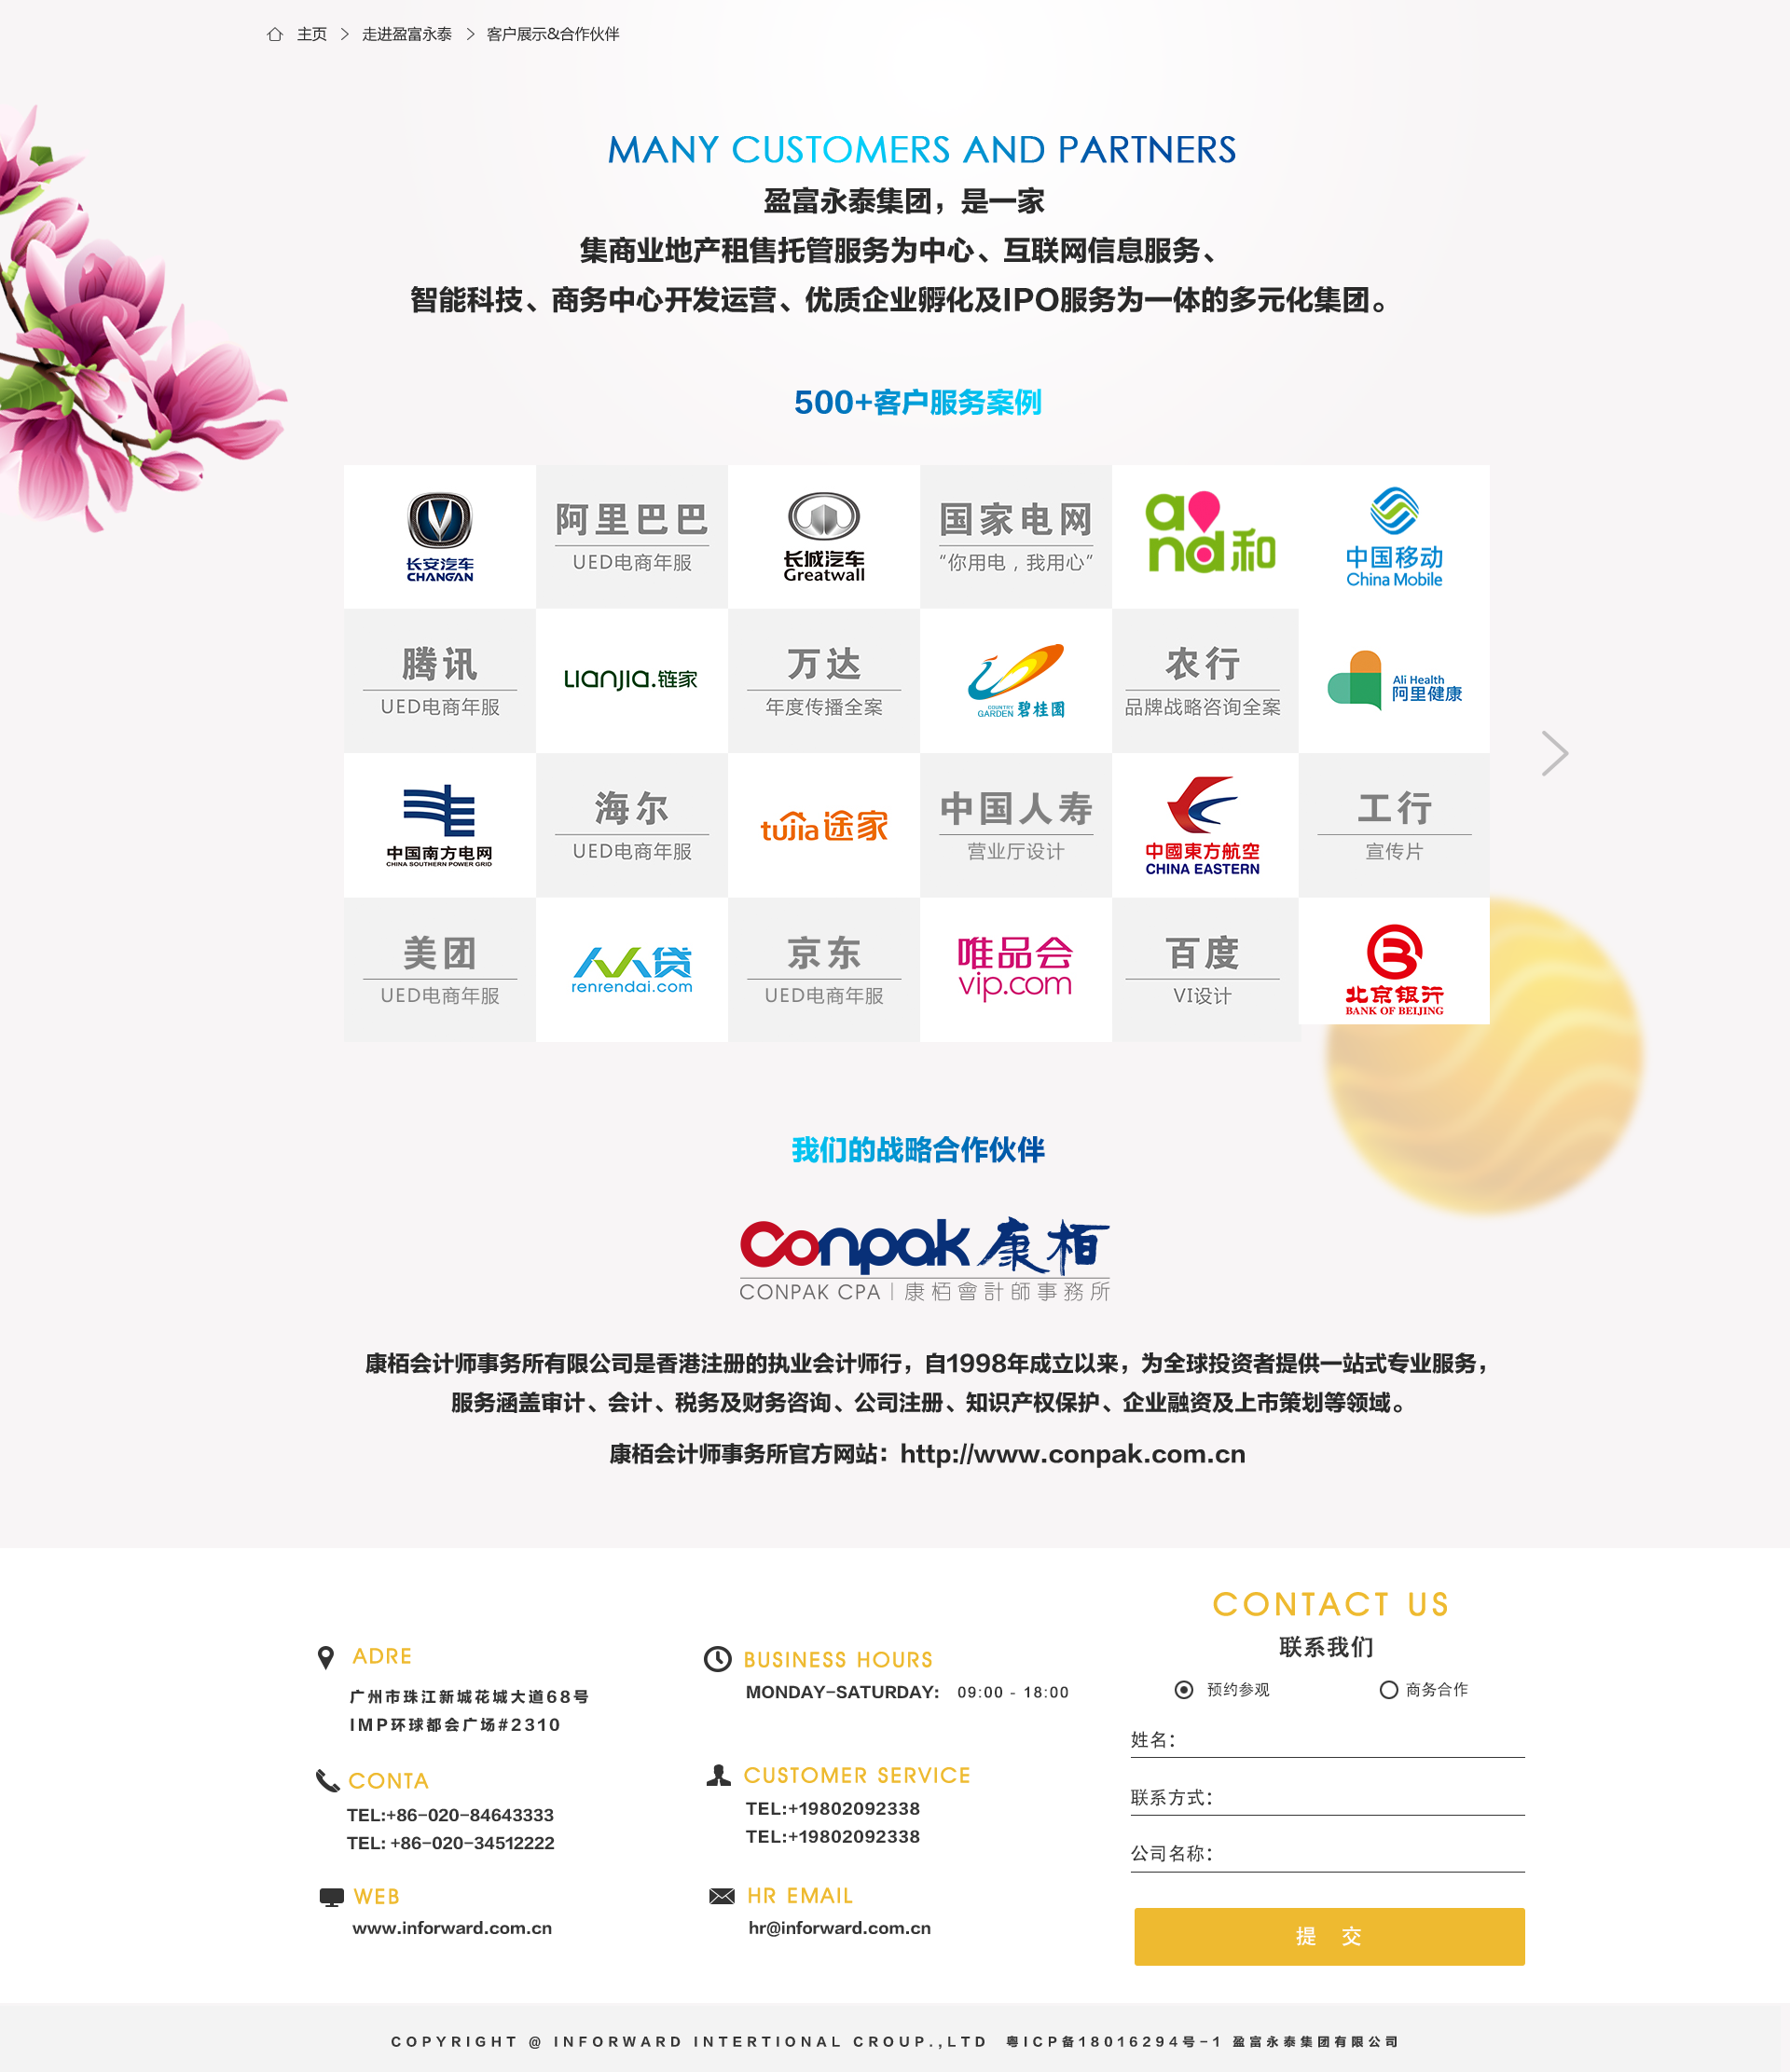 主页 > 走进盈富永泰 > 客户展示&合作伙伴
MANY CUSTOMERS AND PARTNERS
盈富永泰集团，是一家
集商业地产租售托管服务为中心、互联网信息服务、
智能科技、商务中心开发运营、优质企业孵化及IPO服务为一体的多元化集团。
500+客户服务案例
长安汽车
CHANGAN
阿里巴巴
UED电商年服
长城汽车
Greatwall
国家电网
“你用电，我用心”
and和
中国移动
China Mobile
腾讯
UED电商年服
LIANJIA.链家
万达
年度传播全案
COUNTRY
GARDEN 碧桂園
农行
品牌战略咨询全案
Ali Health
阿里健康
中国南方电网
CHINA SOUTHERN POWER GRID
海尔
UED电商年服
tujia途家
中国人寿
营业厅设计
中國東方航空
CHINA EASTERN
工行
宣传片
美团
UED电商年服
人人贷
renrendai.com
京东
UED电商年服
唯品会
vip.com
百度
VI设计
北京银行
BANK OF BEIJING
我们的战略合作伙伴
Conpak 康栢
CONPAK CPA | 康栢會計師事務所
康栢会计师事务所有限公司是香港注册的执业会计师行，自1998年成立以来，为全球投资者提供一站式专业服务，
服务涵盖审计、会计、税务及财务咨询、公司注册、知识产权保护、企业融资及上市策划等领域。
康栢会计师事务所官方网站：http://www.conpak.com.cn
ADRE
广州市珠江新城花城大道68号
IMP环球都会广场#2310
CONTA
TEL:+86-020-84643333
TEL: +86-020-34512222
WEB
www.inforward.com.cn
BUSINESS HOURS
MONDAY-SATURDAY: 09:00 - 18:00
CUSTOMER SERVICE
TEL:+19802092338
TEL:+19802092338
HR EMAIL
hr@inforward.com.cn
CONTACT US
联系我们
预约参观 商务合作
姓名：
联系方式：
公司名称：
提 交
COPYRIGHT @ INFORWARD INTERTIONAL CROUP.,LTD 粤ICP备18016294号-1 盈富永泰集团有限公司